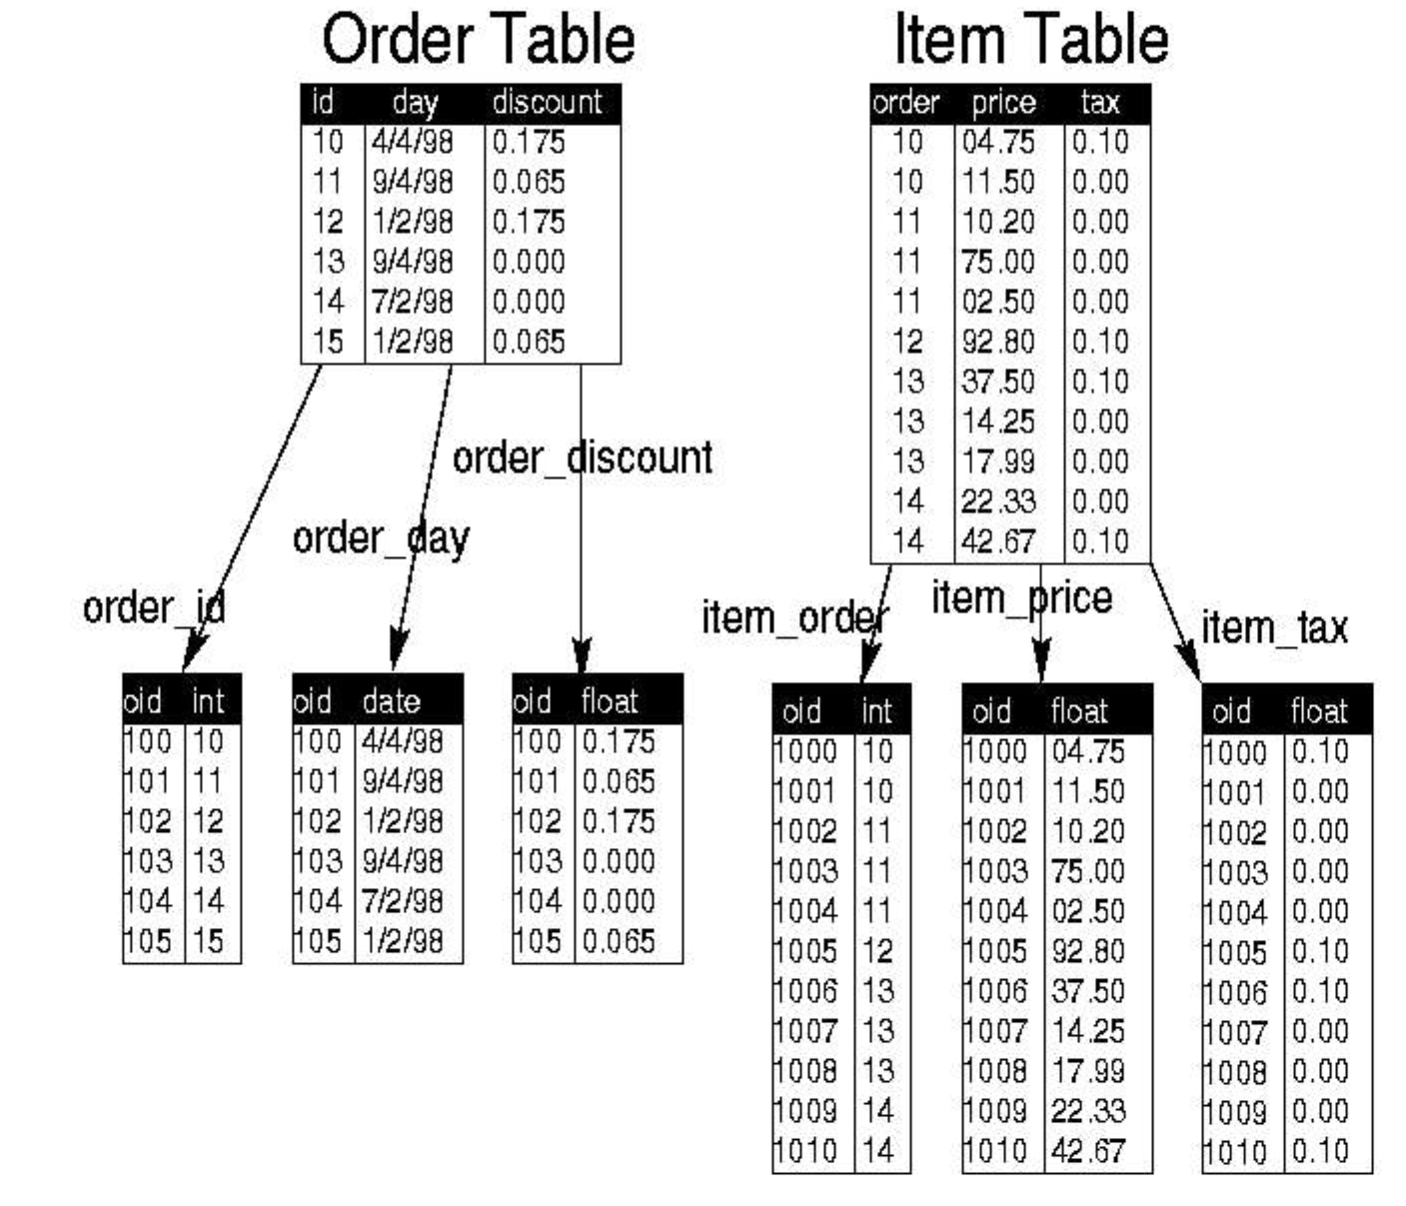 Order Table
id day discount
10 4/4/98 0.175
11 9/4/98 0.065
12 1/2/98 0.175
13 9/4/98 0.000
14 7/2/98 0.000
15 1/2/98 0.065
order_discount
order_day
order_id
oid int
100 10
101 11
102 12
103 13
104 14
105 15
oid date
100 4/4/98
101 9/4/98
102 1/2/98
103 9/4/98
104 7/2/98
105 1/2/98
oid float
100 0.175
101 0.065
102 0.175
103 0.000
104 0.000
105 0.065
Item Table
order price tax
10 04.75 0.10
10 11.50 0.00
11 10.20 0.00
11 75.00 0.00
11 02.50 0.00
12 92.80 0.10
13 37.50 0.10
13 14.25 0.00
13 17.99 0.00
14 22.33 0.00
14 42.67 0.10
item_order
item_price
item_tax
oid int
1000 10
1001 10
1002 11
1003 11
1004 11
1005 12
1006 13
1007 13
1008 13
1009 14
1010 14
oid float
1000 04.75
1001 11.50
1002 10.20
1003 75.00
1004 02.50
1005 92.80
1006 37.50
1007 14.25
1008 17.99
1009 22.33
1010 42.67
oid float
1000 0.10
1001 0.00
1002 0.00
1003 0.00
1004 0.00
1005 0.10
1006 0.10
1007 0.00
1008 0.00
1009 0.00
1010 0.10